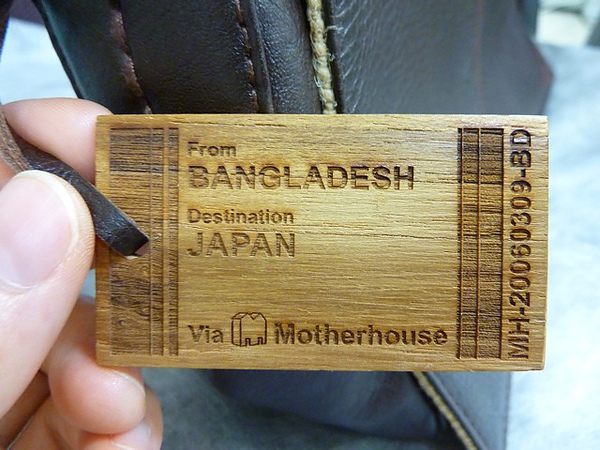 From
BANGLADESH
Destination
JAPAN
Via Motherhouse
MH-20060309-BD